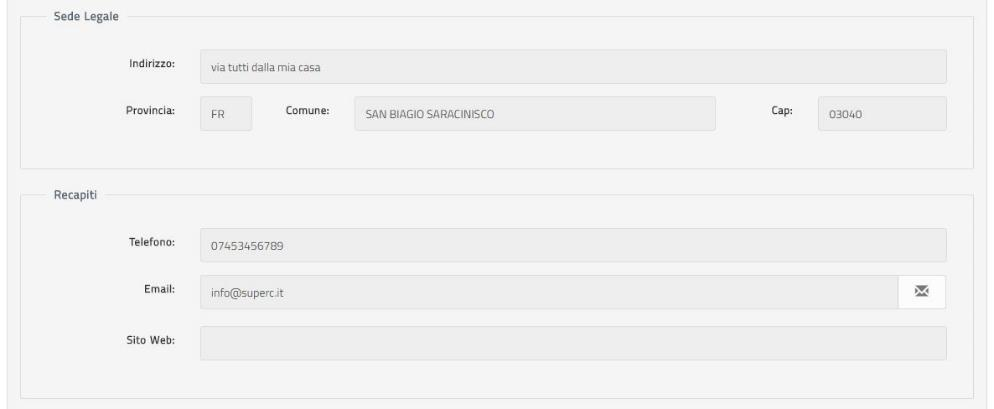 Sede Legale
Indirizzo: via tutti dalla mia casa
Provincia: FR Comune: SAN BIAGIO SARACINISCO Cap: 03040
Recapiti
Telefono: 07453456789
Email: info@superc.it
Sito Web: